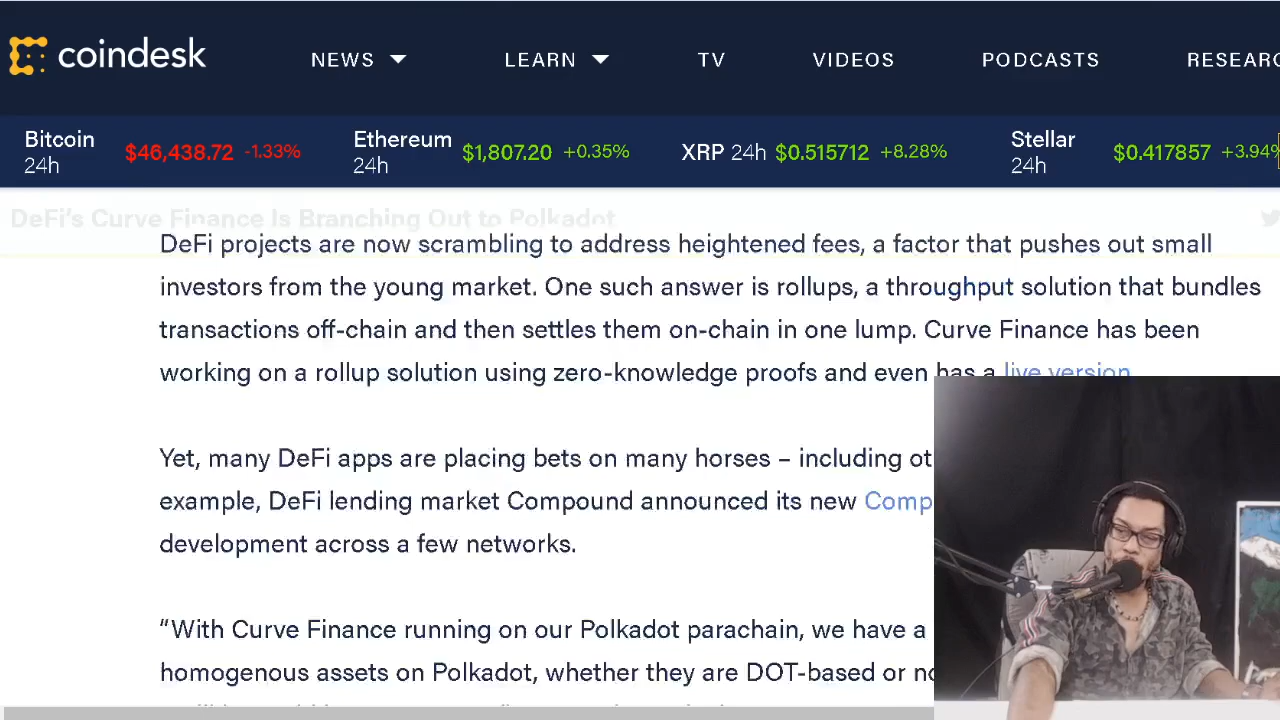 coindesk
NEWS LEARN TV VIDEOS PODCASTS RESEARC
Bitcoin 24h $46,438.72 -1.33% Ethereum 24h $1,807.20 +0.35% XRP 24h $0.515712 +8.28% Stellar 24h $0.417857 +3.94%
DeFi's Curve Finance Is Branching Out to Polkadot
DeFi projects are now scrambling to address heightened fees, a factor that pushes out small
investors from the young market. One such answer is rollups, a throughput solution that bundles
transactions off-chain and then settles them on-chain in one lump. Curve Finance has been
working on a rollup solution using zero-knowledge proofs and even has a live version
Yet, many DeFi apps are placing bets on many horses – including ot
example, DeFi lending market Compound announced its new Comp
development across a few networks.
“With Curve Finance running on our Polkadot parachain, we have a
homogenous assets on Polkadot, whether they are DOT-based or no